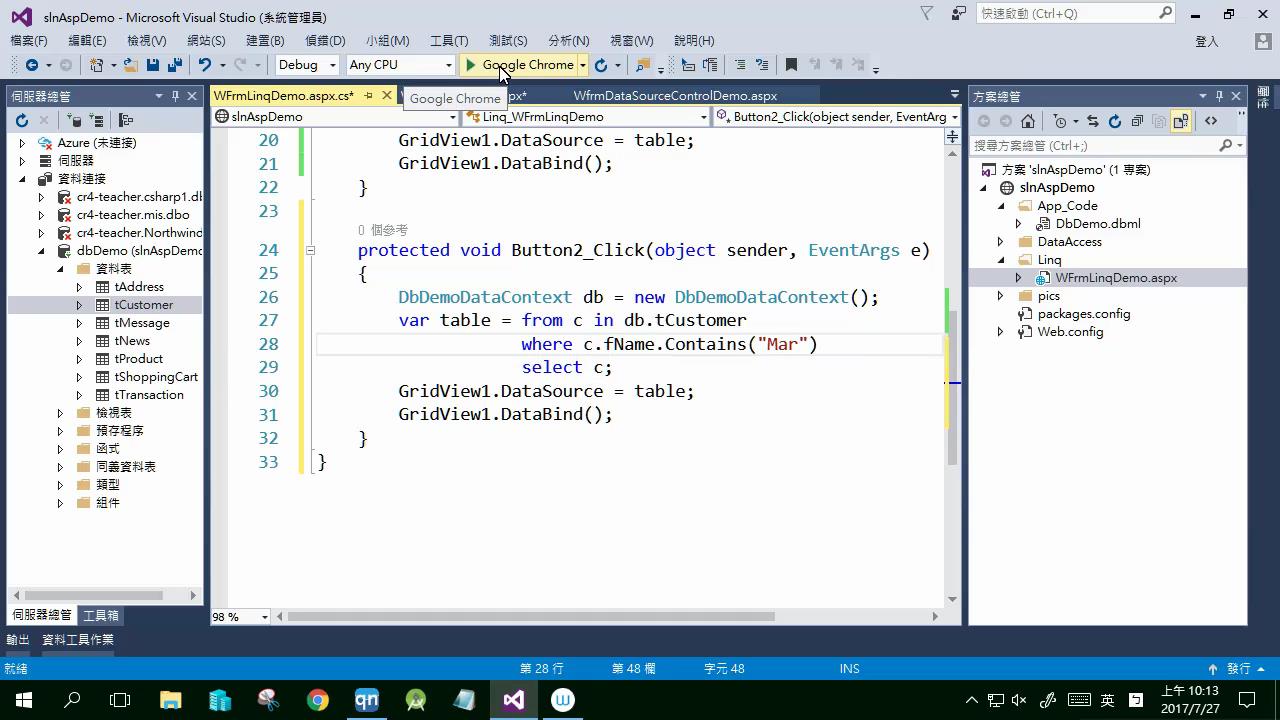 slnAspDemo - Microsoft Visual Studio (系統管理員)
快速啟動 (Ctrl+Q)
檔案(F) 編輯(E) 檢視(V) 網站(S) 建置(B) 偵錯(D) 小組(M) 工具(T) 測試(S) 分析(N) 視窗(W) 說明(H)
登入
Debug Any CPU Google Chrome
伺服器總管
WFrmLinqDemo.aspx.cs*
px*
WfrmDataSourceControlDemo.aspx
Google Chrome
slnAspDemo
Linq_WFrmLinqDemo
Button2_Click(object sender, EventArg
Azure (未連接)
伺服器
資料連接
cr4-teacher.csharp1.db
cr4-teacher.mis.dbo
cr4-teacher.Northwind
dbDemo (slnAspDemo
資料表
tAddress
tCustomer
tMessage
tNews
tProduct
tShoppingCart
tTransaction
檢視表
預存程序
函式
同義資料表
類型
組件
伺服器總管 工具箱
20 GridView1.DataSource = table;
21 GridView1.DataBind();
22 }
23
0 個參考
24 protected void Button2_Click(object sender, EventArgs e)
25 {
26 DbDemoDataContext db = new DbDemoDataContext();
27 var table = from c in db.tCustomer
28 where c.fName.Contains("Mar")
29 select c;
30 GridView1.DataSource = table;
31 GridView1.DataBind();
32 }
33 }
98 %
方案總管
搜尋方案總管 (Ctrl+;)
方案 'slnAspDemo' (1 專案)
slnAspDemo
App_Code
DbDemo.dbml
DataAccess
Linq
WFrmLinqDemo.aspx
pics
packages.config
Web.config
輸出 資料工具作業
就緒 第 28 行 第 48 欄 字元 48 INS 發行
qn
W
英
上午 10:13
2017/7/27